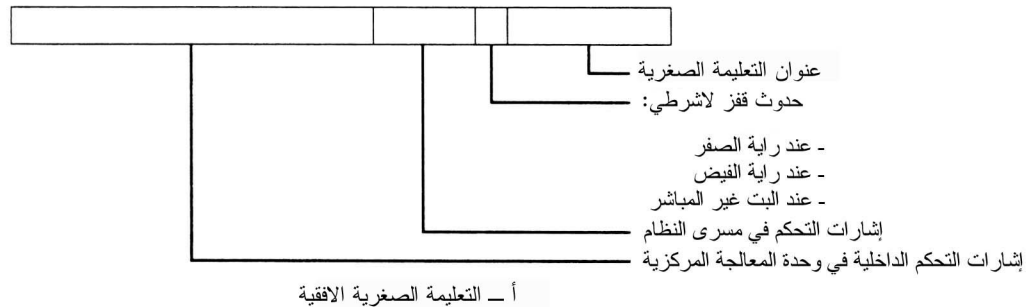 عنوان التعليمة الصغرية
حدوث قفز لاشرطي:
- عند راية الصفر
- عند راية الفيض
- عند البت غير المباشر
إشارات التحكم في مسرى النظام
إشارات التحكم الداخلية في وحدة المعالجة المركزية
أ ــ التعليمة الصغرية الافقية